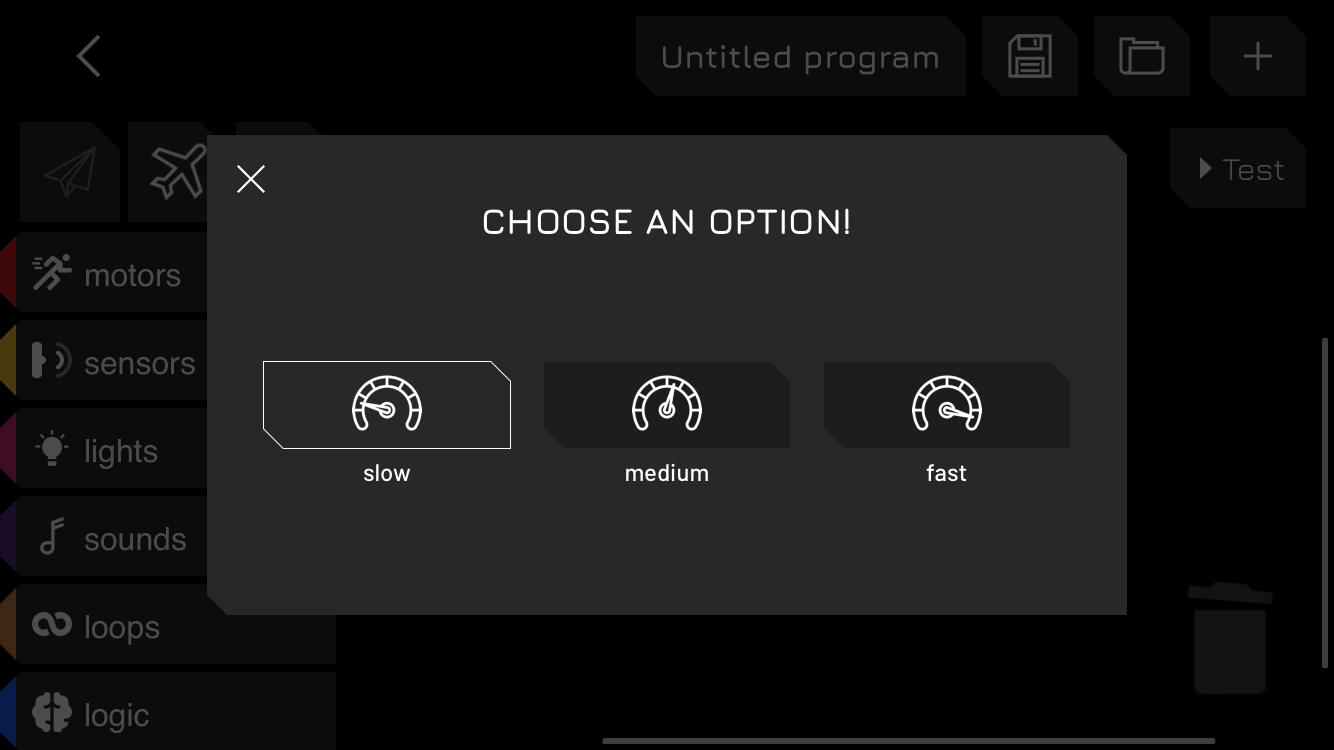 Untitled program
Test
CHOOSE AN OPTION!
motors
sensors
lights
sounds
loops
logic
slow
medium
fast